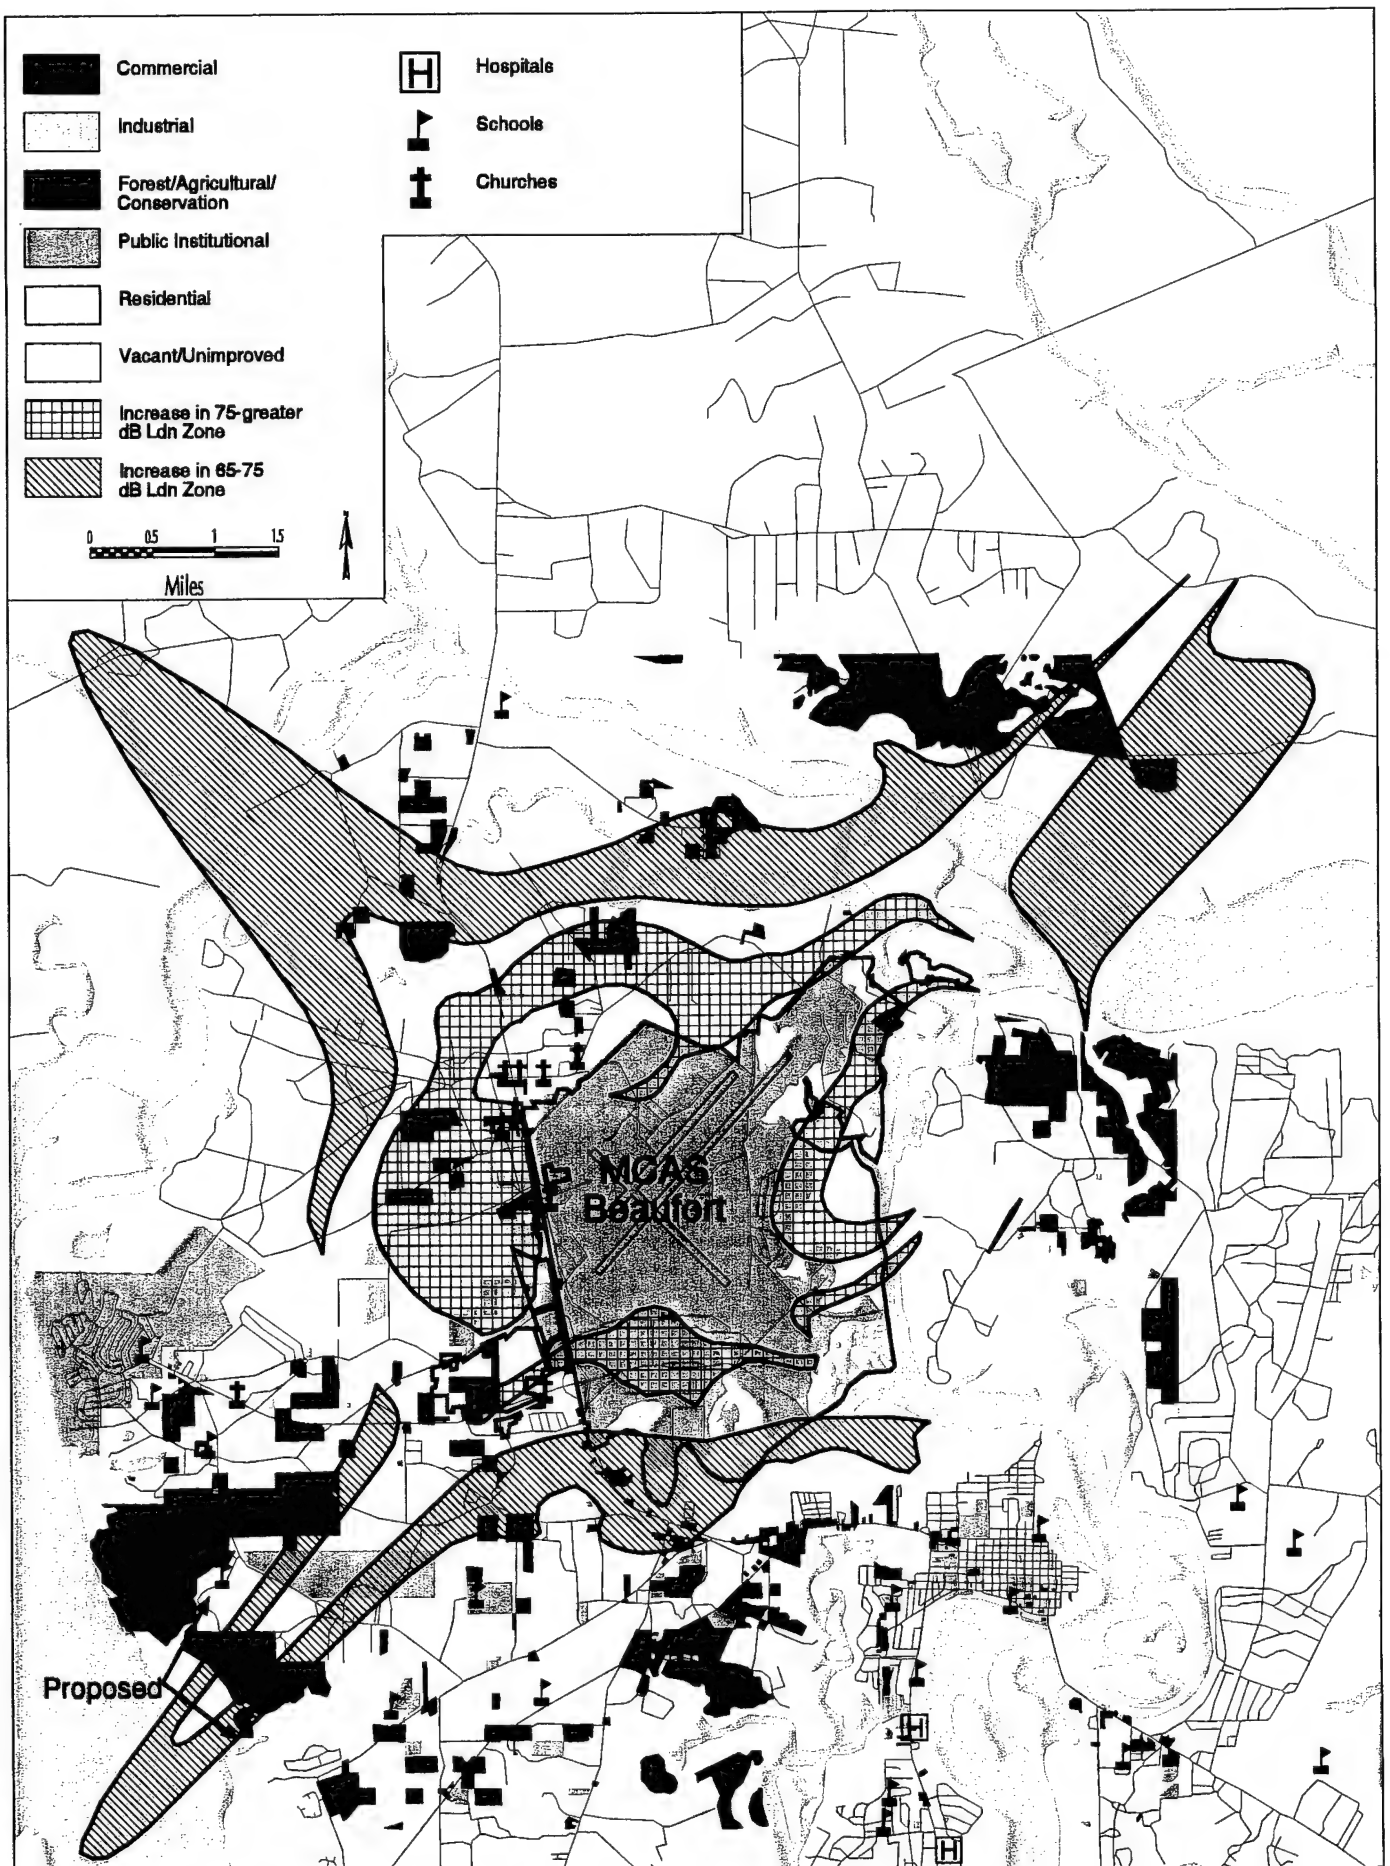 Commercial
Industrial
Forest/Agricultural/
Conservation
Public Institutional
Residential
Vacant/Unimproved
Increase in 75-greater
dB Ldn Zone
Increase in 65-75
dB Ldn Zone
H Hospitals
Schools
Churches
0 0.5 1 1.5
Miles
MCAS
Beaufort
Proposed
H
H